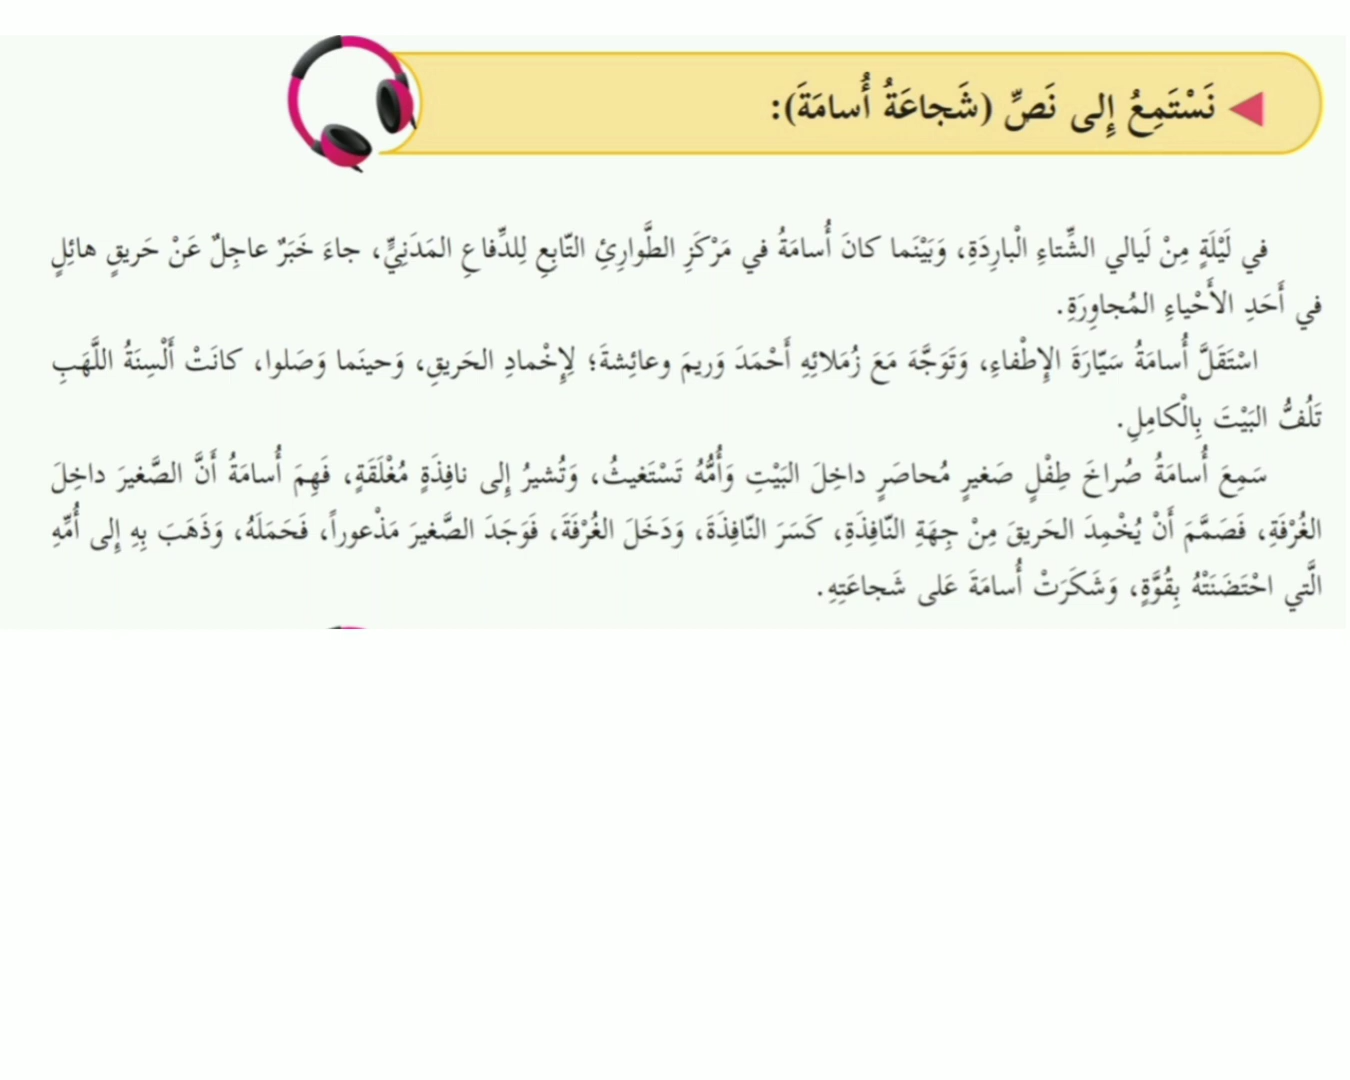 نَسْتَمِعُ إِلى نَصِّ (شَجاعَةُ أُسامَةَ):
في لَيْلَةٍ مِنْ لَيالي الشِّتاءِ الْبارِدَةِ، وَبَيْنَما كانَ أُسامَةُ في مَرْكَزِ الطَّوارِئِ التّابِعِ لِلدِّفاعِ المَدَنِيِّ، جاءَ خَبَرٌ عاجِلٌ عَنْ حَريقٍ هائِلٍ
في أَحَدِ الأَحْياءِ المُجاوِرَةِ.
اسْتَقَلَّ أُسامَةُ سَيّارَةَ الإِطْفاءِ، وَتَوَجَّهَ مَعَ زُمَلائِهِ أَحْمَدَ وَريمَ وعائِشةَ؛ لِإِخْمادِ الحَريقِ، وَحينَما وَصَلوا، كانَتْ أَلْسِنَةُ اللَّهَبِ
تَلُفُّ البَيْتَ بِالْكامِلِ.
سَمِعَ أُسامَةُ صُراخَ طِفْلٍ صَغيرٍ مُحاصَرٍ داخِلَ البَيْتِ وَأُمُّهُ تَسْتَغيثُ، وَتُشيرُ إِلى نافِذَةٍ مُغْلَقَةٍ، فَهِمَ أُسامَةُ أَنَّ الصَّغيرَ داخِلَ
الغُرْفَةِ، فَصَمَّمَ أَنْ يُخْمِدَ الحَريقَ مِنْ جِهَةِ النّافِذَةِ، كَسَرَ النّافِذَةَ، وَدَخَلَ الغُرْفَةَ، فَوَجَدَ الصَّغيرَ مَذْعوراً، فَحَمَلَهُ، وَذَهَبَ بِهِ إِلى أُمِّهِ
الَّتي احْتَضَنَتْهُ بِقُوَّةٍ، وَشَكَرَتْ أُسامَةَ عَلى شَجاعَتِهِ.